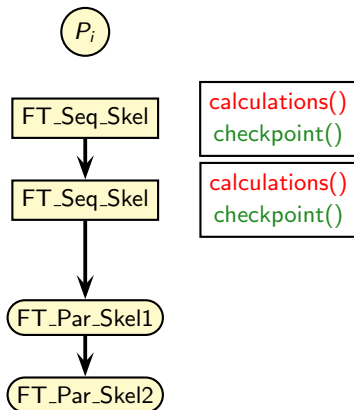 P_i
FT_Seq_Skel
calculations()
checkpoint()
FT_Seq_Skel
calculations()
checkpoint()
FT_Par_Skel1
FT_Par_Skel2